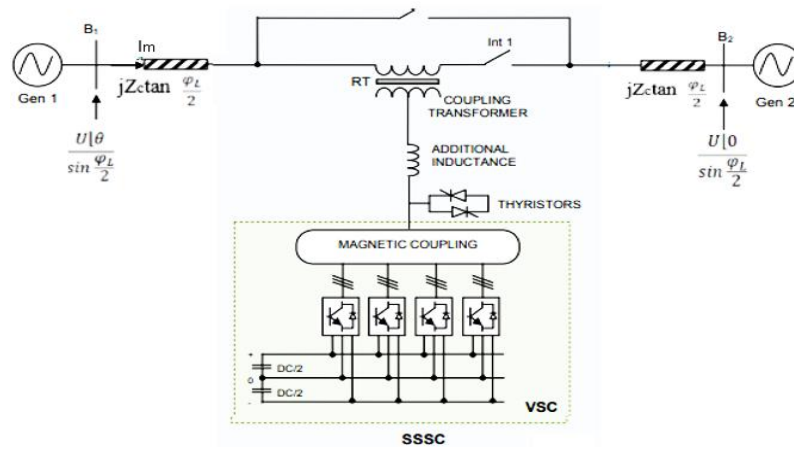 B₁
Im
Int 1
B₂
Gen 1
jZctan φL/2
RT
COUPLING
TRANSFORMER
jZctan φL/2
Gen 2
U⌊θ
sin φL/2
U⌊0
sin φL/2
ADDITIONAL
INDUCTANCE
THYRISTORS
MAGNETIC COUPLING
+
DC/2
0
DC/2
-
VSC
SSSC